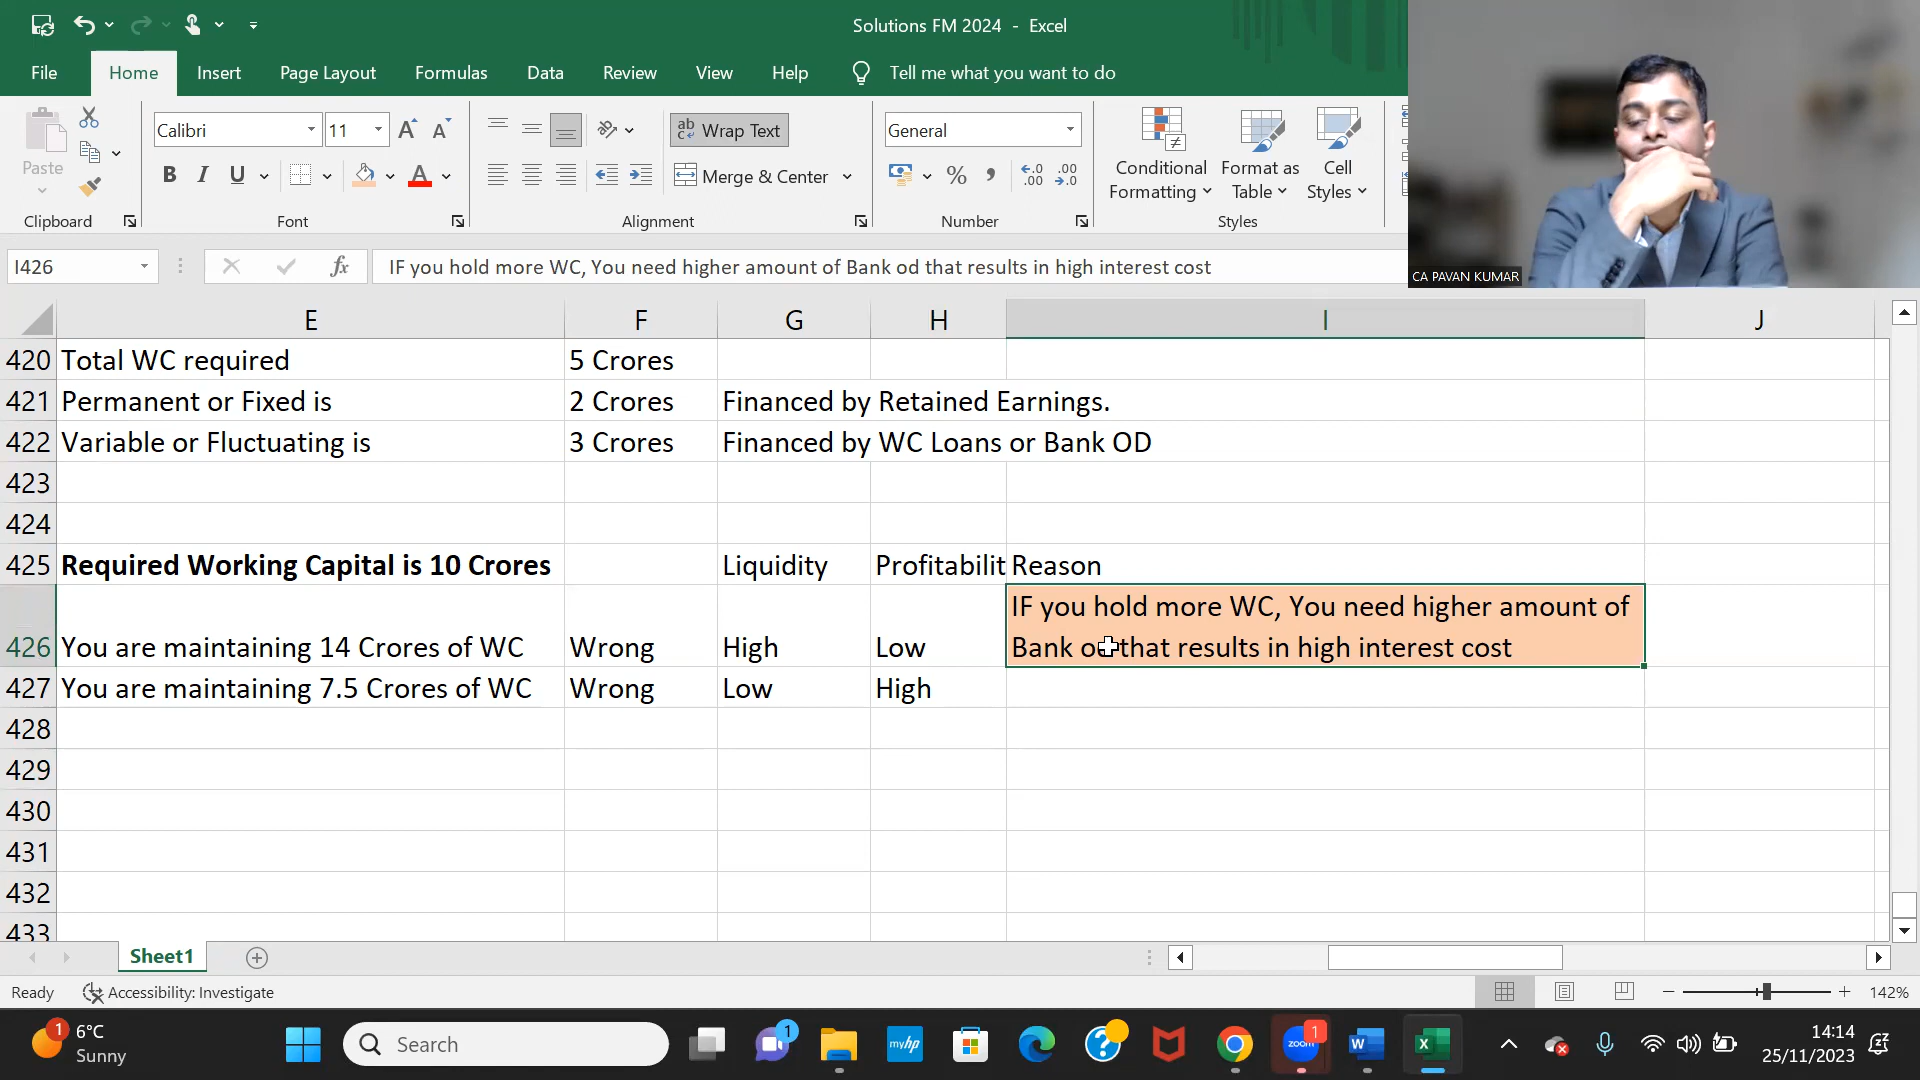 Solutions FM 2024 - Excel
File Home Insert Page Layout Formulas Data Review View Help Tell me what you want to do
Paste
Clipboard
Calibri 11
B I U
Font
Wrap Text
Merge & Center
Alignment
General
Number
Conditional Formatting
Format as Table
Cell Styles
Styles
CA PAVAN KUMAR
I426
fx
IF you hold more WC, You need higher amount of Bank od that results in high interest cost
E F G H I J
420 Total WC required 5 Crores
421 Permanent or Fixed is 2 Crores Financed by Retained Earnings.
422 Variable or Fluctuating is 3 Crores Financed by WC Loans or Bank OD
423
424
425 Required Working Capital is 10 Crores Liquidity Profitabilit Reason
IF you hold more WC, You need higher amount of
426 You are maintaining 14 Crores of WC Wrong High Low Bank od that results in high interest cost
427 You are maintaining 7.5 Crores of WC Wrong Low High
428
429
430
431
432
433
Sheet1
Ready Accessibility: Investigate 142%
1 6°C
Sunny
Search
1
myhp
zoom 1
W
X
14:14
25/11/2023